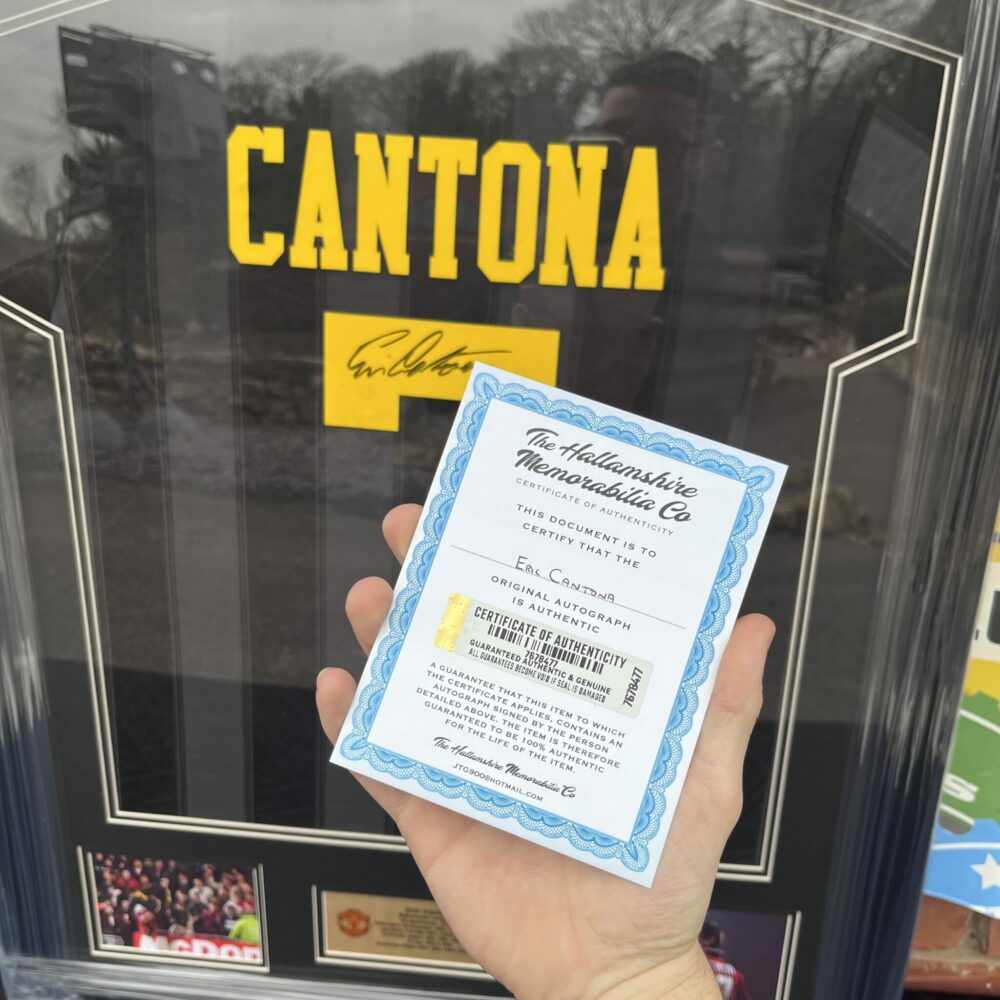 CANTONA
The Hallamshire
Memorabilia Co
CERTIFICATE OF AUTHENTICITY
THIS DOCUMENT IS TO
CERTIFY THAT THE
ERIC CANTONA
ORIGINAL AUTOGRAPH
IS AUTHENTIC
CERTIFICATE OF AUTHENTICITY
7678477
GUARANTEED AUTHENTIC & GENUINE
ALL GUARANTEES BECOME VOID IF SEAL IS DAMAGED
7678477
A GUARANTEE THAT THIS ITEM TO WHICH
THE CERTIFICATE APPLIES, CONTAINS AN
AUTOGRAPH SIGNED BY THE PERSON
DETAILED ABOVE. THE ITEM IS THEREFORE
GUARANTEED TO BE 100% AUTHENTIC
FOR THE LIFE OF THE ITEM.
The Hallamshire Memorabilia Co
JTG900@HOTMAIL.COM